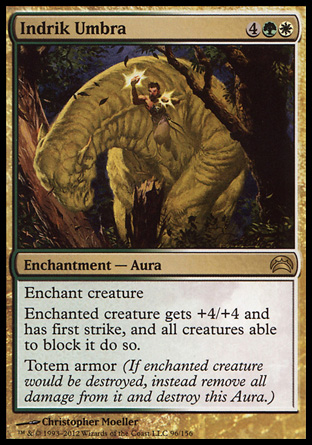 Indrik Umbra 4
Enchantment — Aura
Enchant creature
Enchanted creature gets +4/+4 and
has first strike, and all creatures able
to block it do so.
Totem armor (If enchanted creature
would be destroyed, instead remove all
damage from it and destroy this Aura.)
Christopher Moeller
™ & © 1993–2012 Wizards of the Coast LLC 96/156